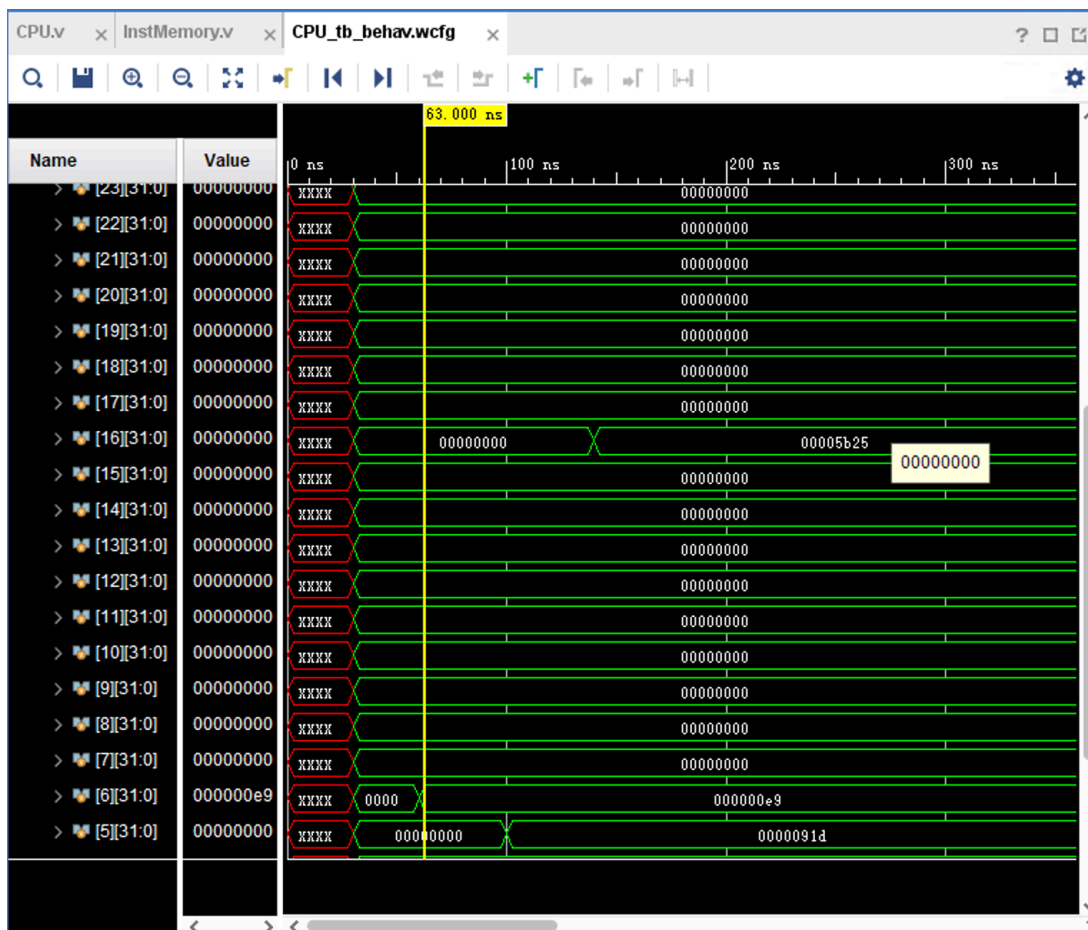 CPU.v × InstMemory.v × CPU_tb_behav.wcfg × ?
63.000 ns
Name Value 0 ns 100 ns 200 ns 300 ns
[23][31:0] 00000000 XXXX 00000000
[22][31:0] 00000000 XXXX 00000000
[21][31:0] 00000000 XXXX 00000000
[20][31:0] 00000000 XXXX 00000000
[19][31:0] 00000000 XXXX 00000000
[18][31:0] 00000000 XXXX 00000000
[17][31:0] 00000000 XXXX 00000000
[16][31:0] 00000000 XXXX 00000000 00005b25
00000000
[15][31:0] 00000000 XXXX 00000000
[14][31:0] 00000000 XXXX 00000000
[13][31:0] 00000000 XXXX 00000000
[12][31:0] 00000000 XXXX 00000000
[11][31:0] 00000000 XXXX 00000000
[10][31:0] 00000000 XXXX 00000000
[9][31:0] 00000000 XXXX 00000000
[8][31:0] 00000000 XXXX 00000000
[7][31:0] 00000000 XXXX 00000000
[6][31:0] 000000e9 XXXX 0000 000000e9
[5][31:0] 00000000 XXXX 00000000 0000091d